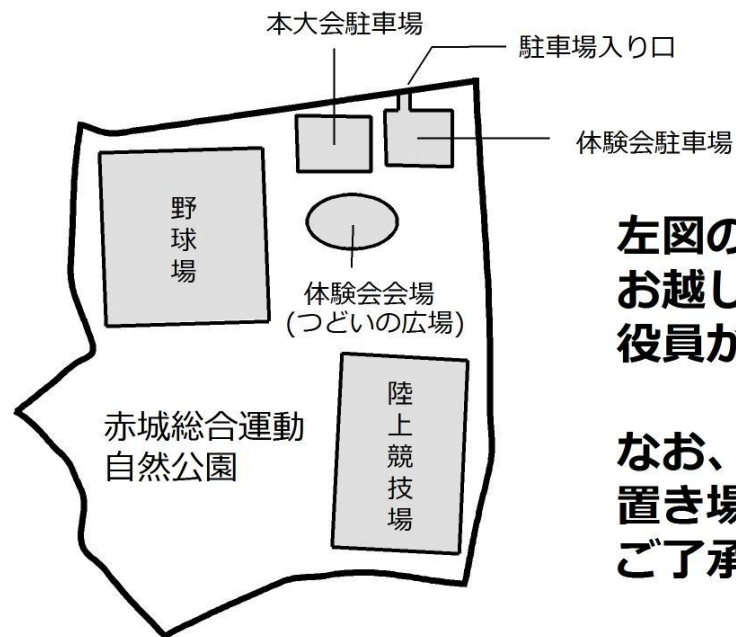 本大会駐車場
駐車場入り口
体験会駐車場
野球場
体験会会場
(つどいの広場)
陸上競技場
赤城総合運動
自然公園
左図の
お越し
役員が
なお、
置き場
ご了承